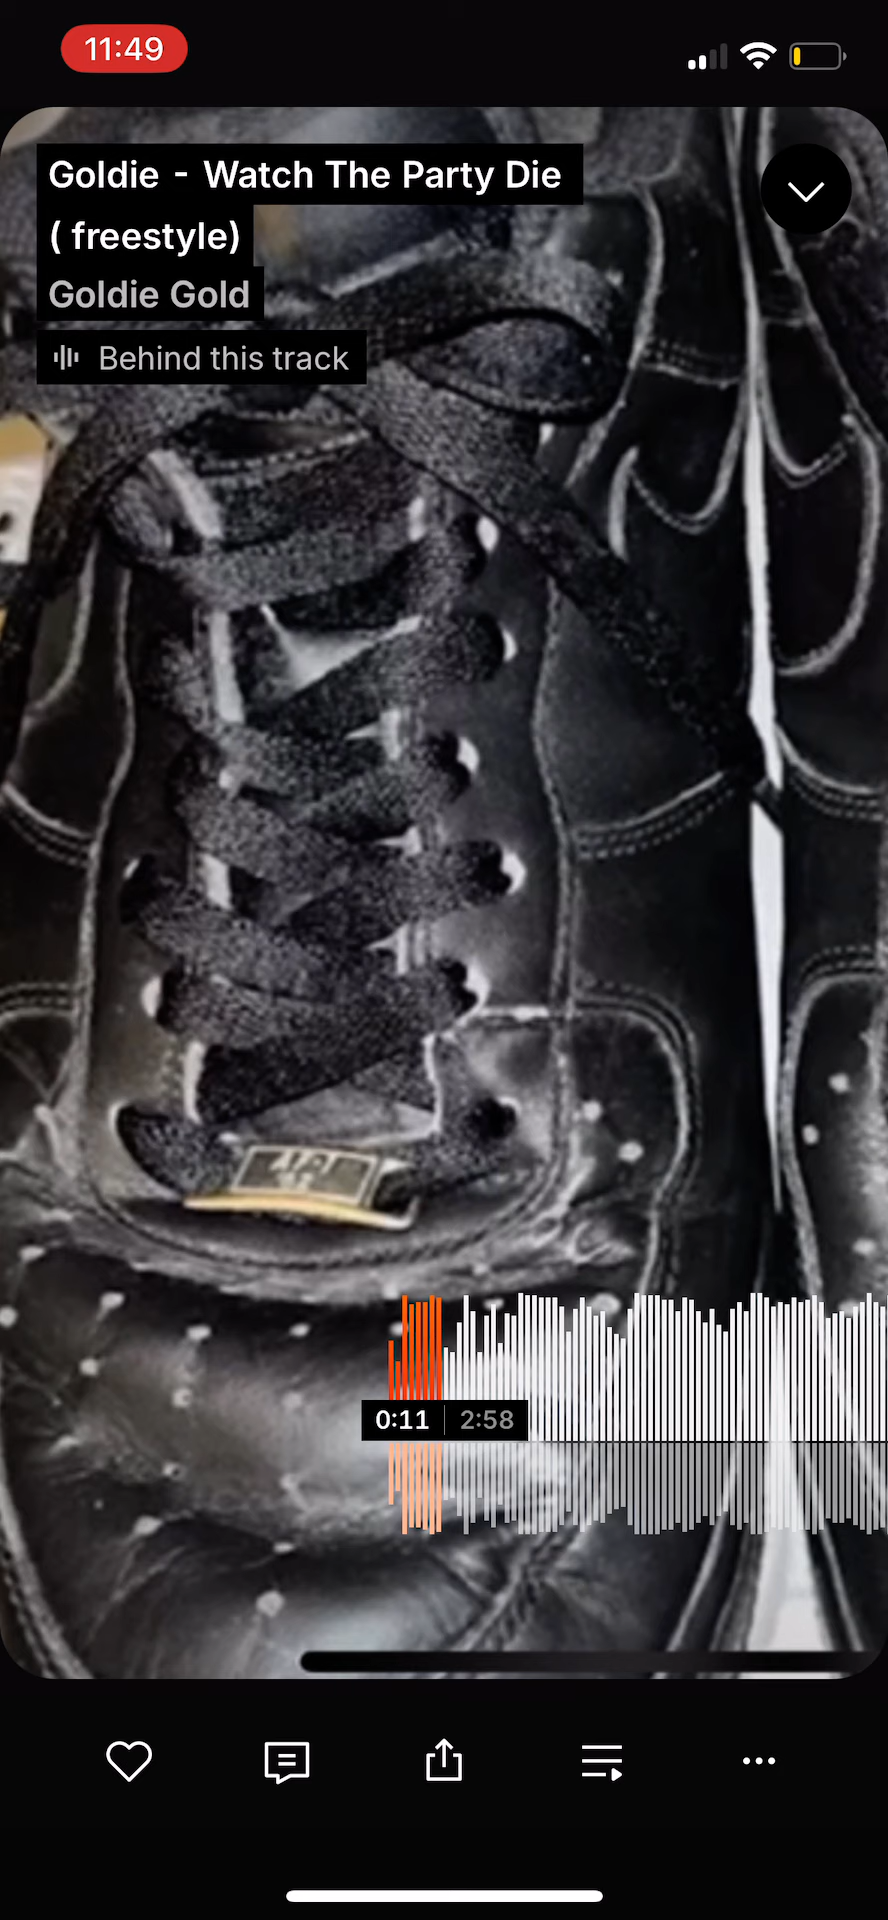 11:49
Goldie - Watch The Party Die
( freestyle)
Goldie Gold
Behind this track
0:11 2:58